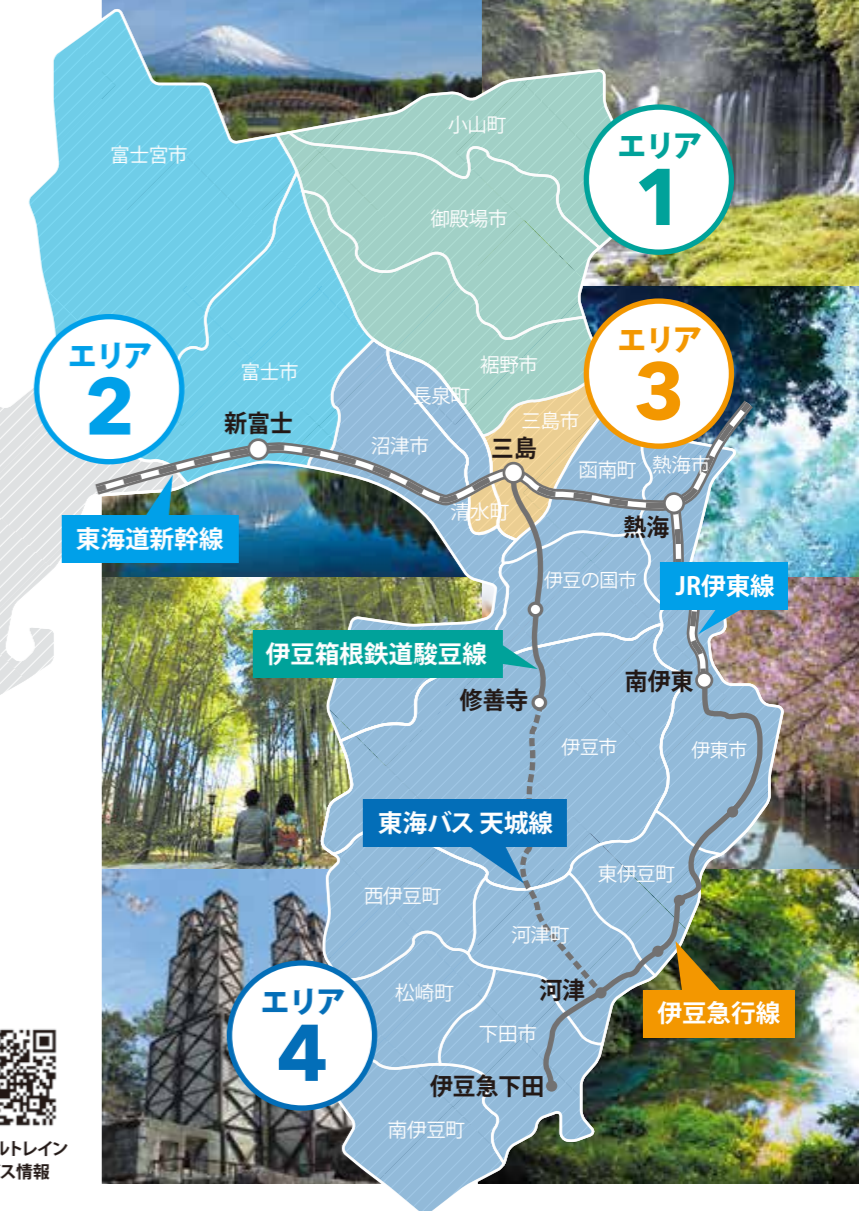 小山町
富士宮市
エリア
1
御殿場市
エリア
3
エリア
2
裾野市
富士市
長泉町
三島市
新富士
沼津市
三島
函南町
熱海市
清水町
熱海
東海道新幹線
伊豆の国市
JR伊東線
伊豆箱根鉄道駿豆線
南伊東
修善寺
伊豆市
伊東市
東海バス 天城線
東伊豆町
西伊豆町
河津町
松崎町
河津
エリア
4
伊豆急行線
下田市
伊豆急下田
南伊豆町
ルトレイン
ス情報